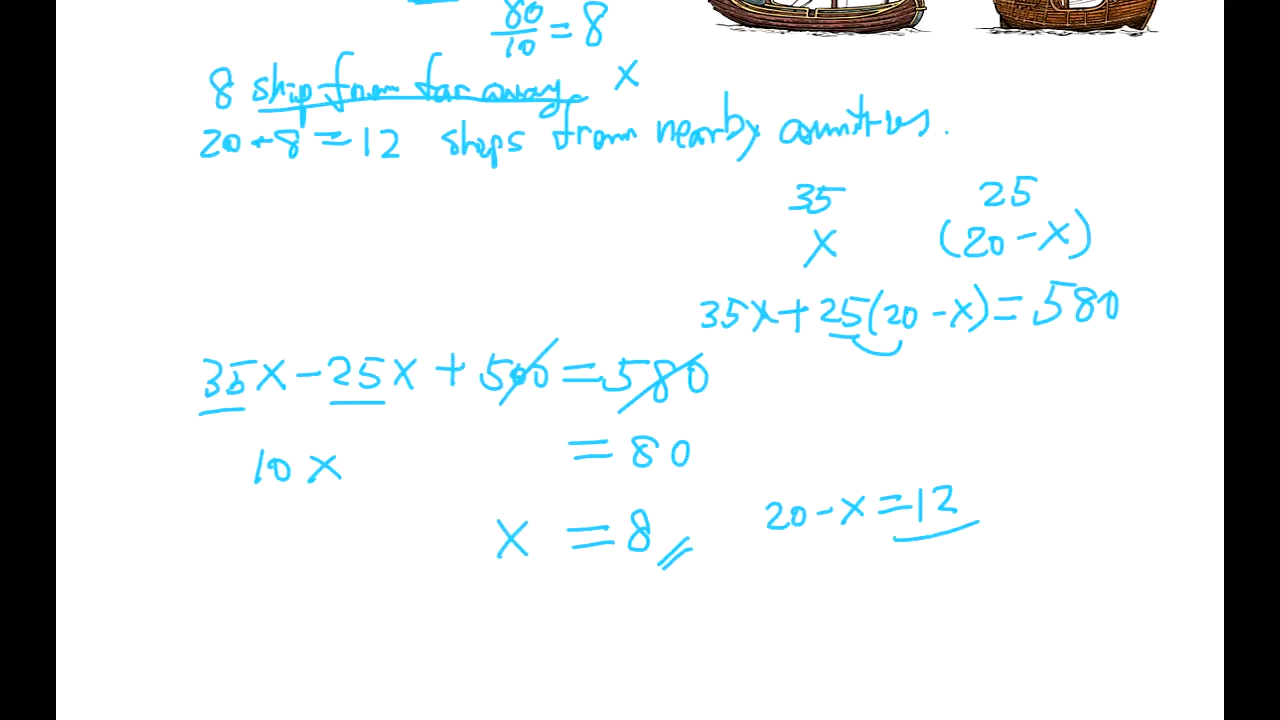 80/10 = 8
8 ship from far away. x
20-8=12 ships from nearby countries.
35 25
x (20-x)
35x+25(20-x)=580
35x-25x+500=580
10x =80
x =8
20-x=12